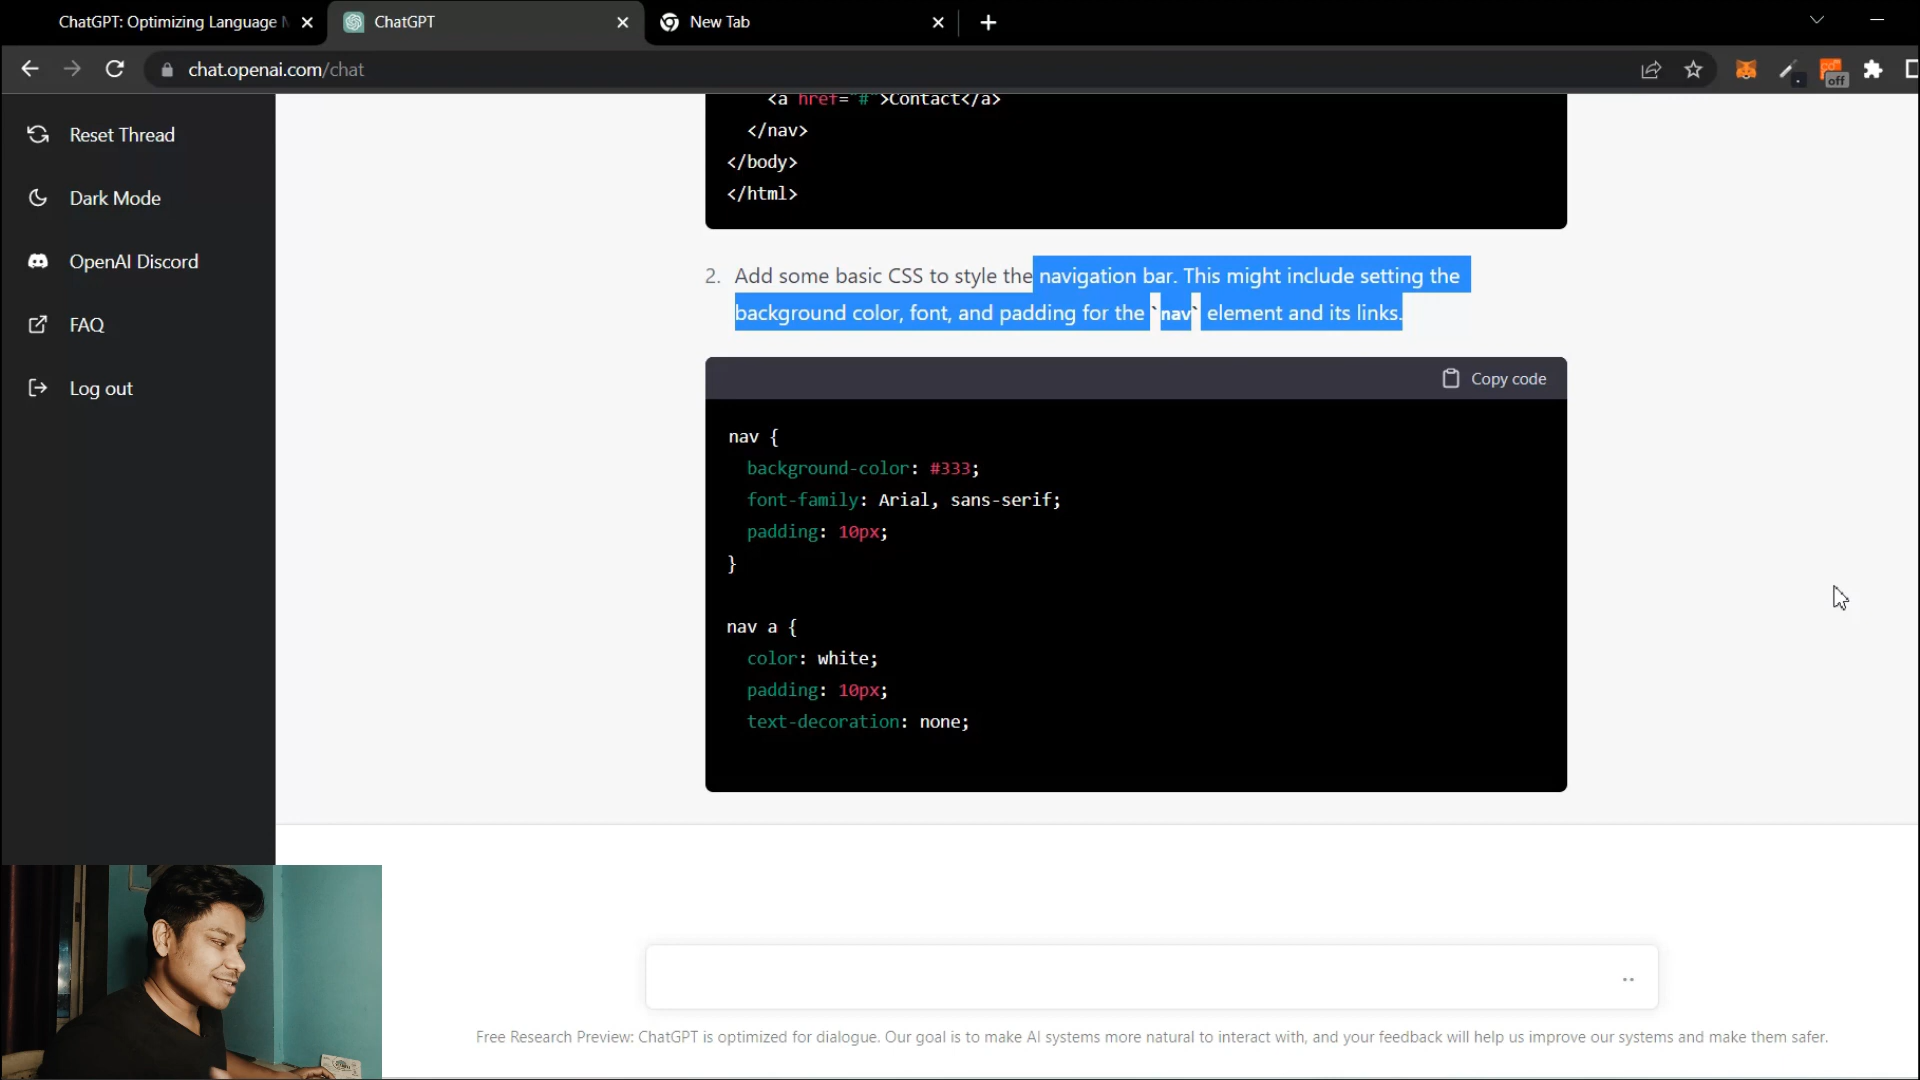 ChatGPT: Optimizing Language
ChatGPT
New Tab
chat.openai.com/chat
off
Reset Thread
Dark Mode
OpenAI Discord
FAQ
Log out
<a href="#">Contact</a>
</nav>
</body>
</html>
2. Add some basic CSS to style the navigation bar. This might include setting the
background color, font, and padding for the `nav` element and its links.
Copy code
nav {
background-color: #333;
font-family: Arial, sans-serif;
padding: 10px;
}
nav a {
color: white;
padding: 10px;
text-decoration: none;
Free Research Preview: ChatGPT is optimized for dialogue. Our goal is to make AI systems more natural to interact with, and your feedback will help us improve our systems and make them safer.